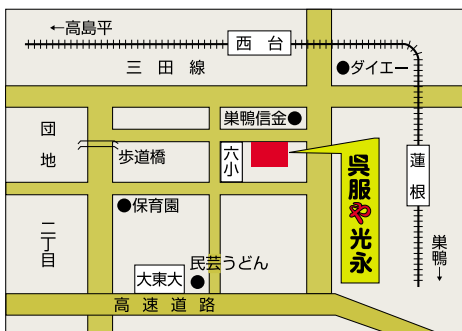 ←高島平
西台
三田線
●ダイエー
巣鴨信金●
団地
歩道橋
六小
蓮根
呉服や光永
●保育園
二丁目
巣鴨→
民芸うどん
大東大
高速道路